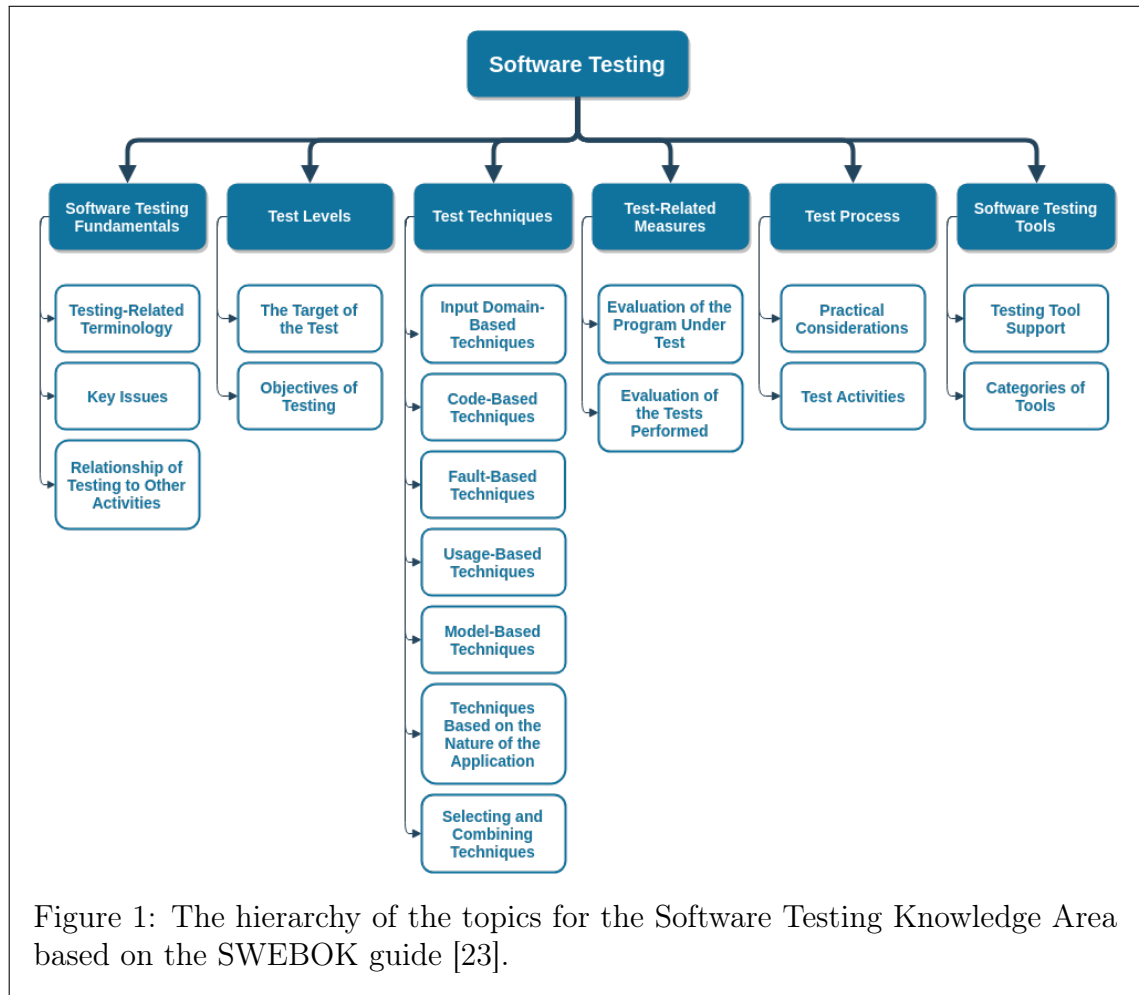 Software Testing
Software Testing
Fundamentals
Test Levels
Test Techniques
Test-Related
Measures
Test Process
Software Testing
Tools
Testing-Related
Terminology
Key Issues
Relationship of
Testing to Other
Activities
The Target of
the Test
Objectives of
Testing
Input Domain-
Based
Techniques
Code-Based
Techniques
Fault-Based
Techniques
Usage-Based
Techniques
Model-Based
Techniques
Techniques
Based on the
Nature of the
Application
Selecting and
Combining
Techniques
Evaluation of the
Program Under
Test
Evaluation of
the Tests
Performed
Practical
Considerations
Test Activities
Testing Tool
Support
Categories of
Tools
Figure 1: The hierarchy of the topics for the Software Testing Knowledge Area
based on the SWEBOK guide [23].